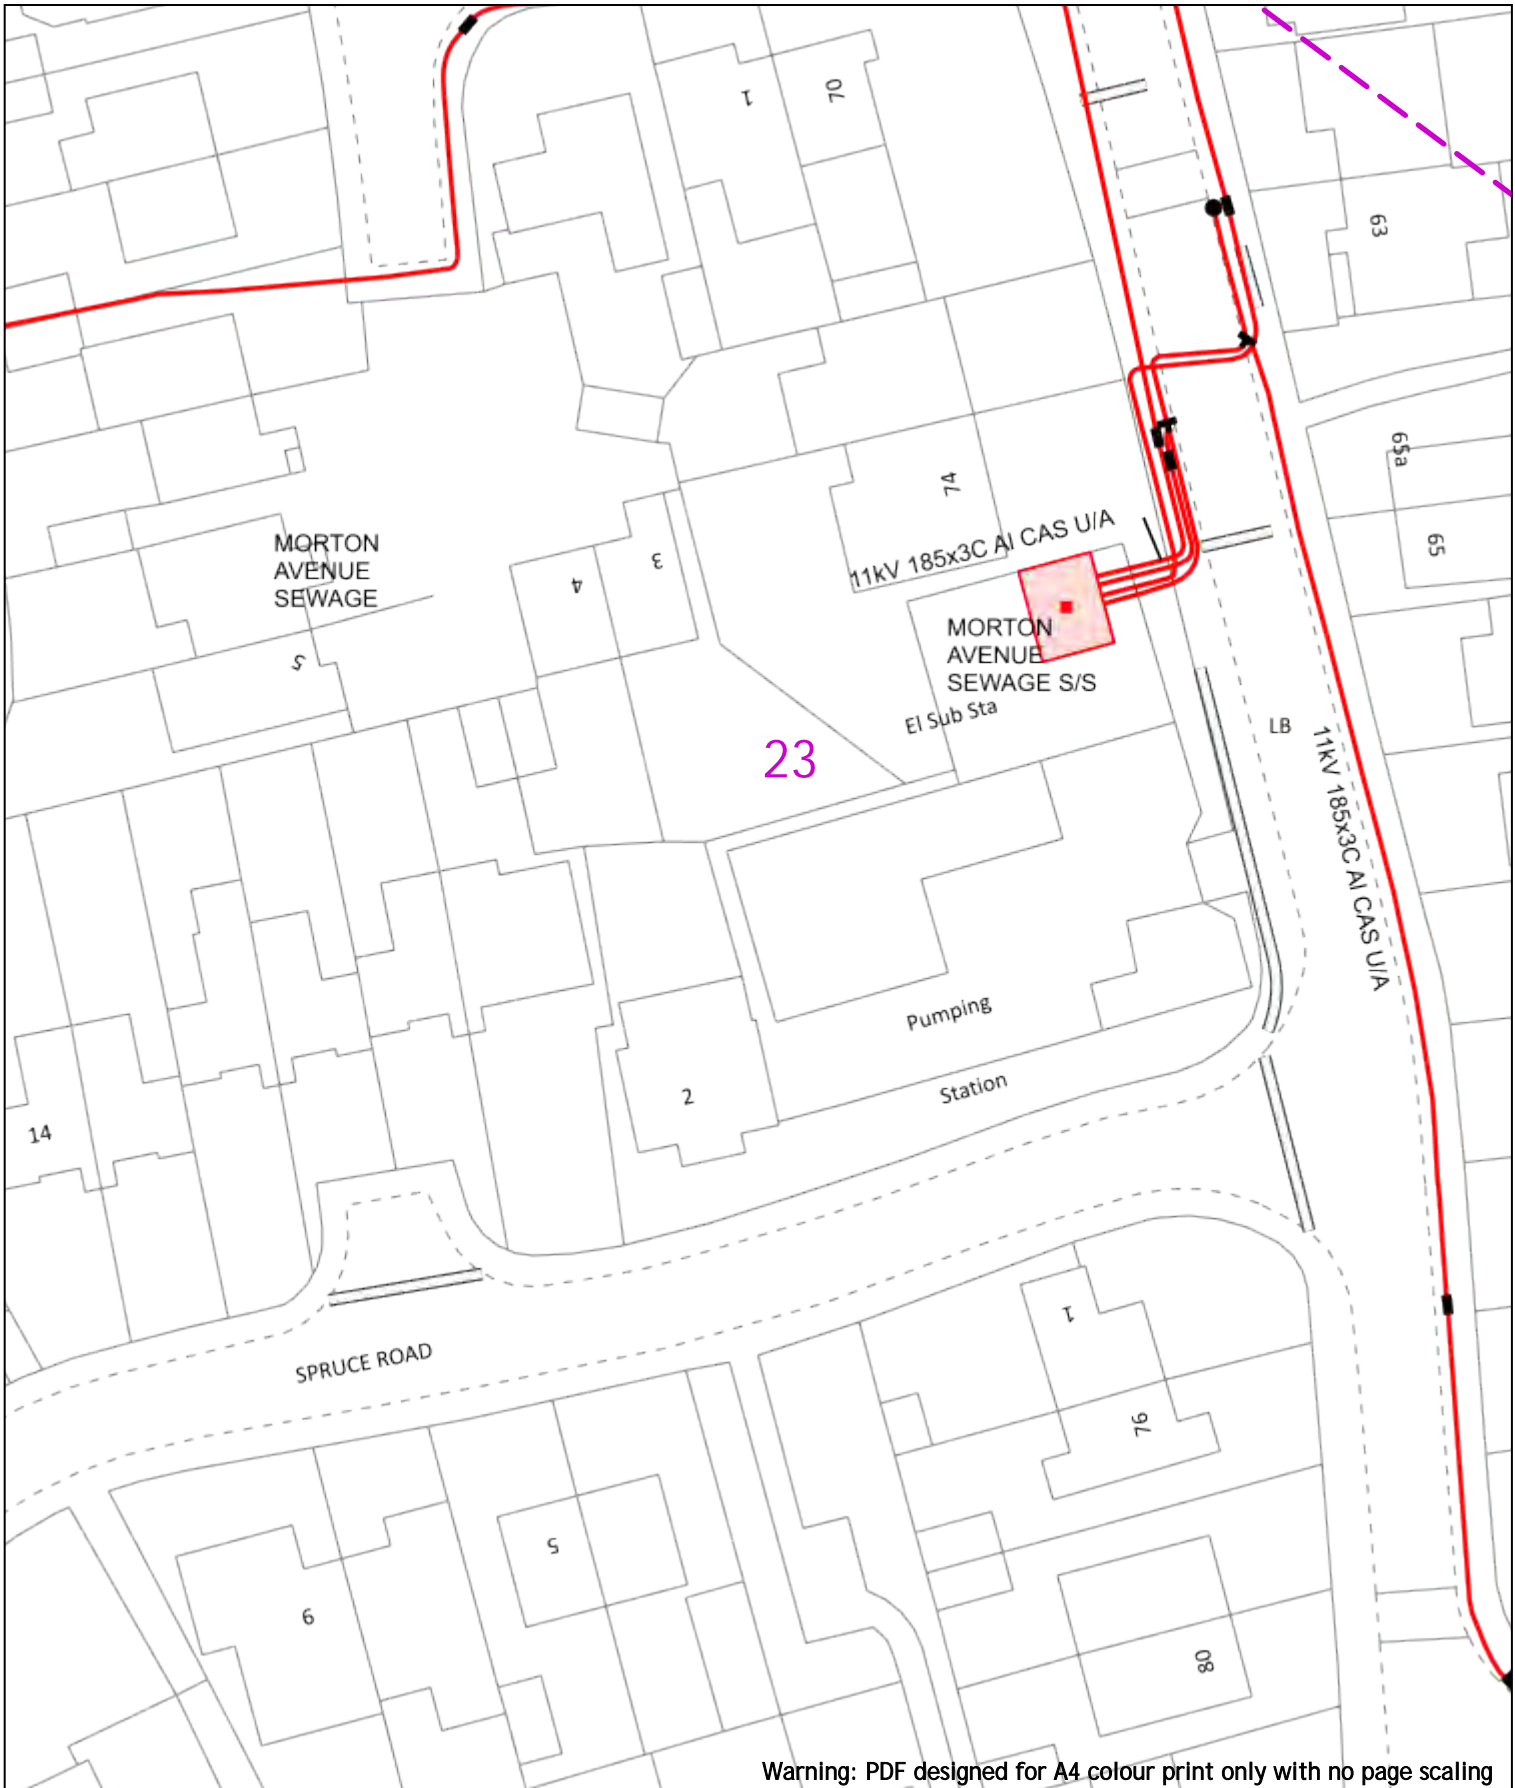 1
70
63
65a
74
65
11kV 185x3C Al CAS U/A
MORTON
AVENUE
SEWAGE
3
4
MORTON
AVENUE
SEWAGE S/S
5
El Sub Sta
LB
23
11kV 185x3C Al CAS U/A
Pumping
Station
2
14
1
SPRUCE ROAD
76
5
6
80
Warning: PDF designed for A4 colour print only with no page scaling